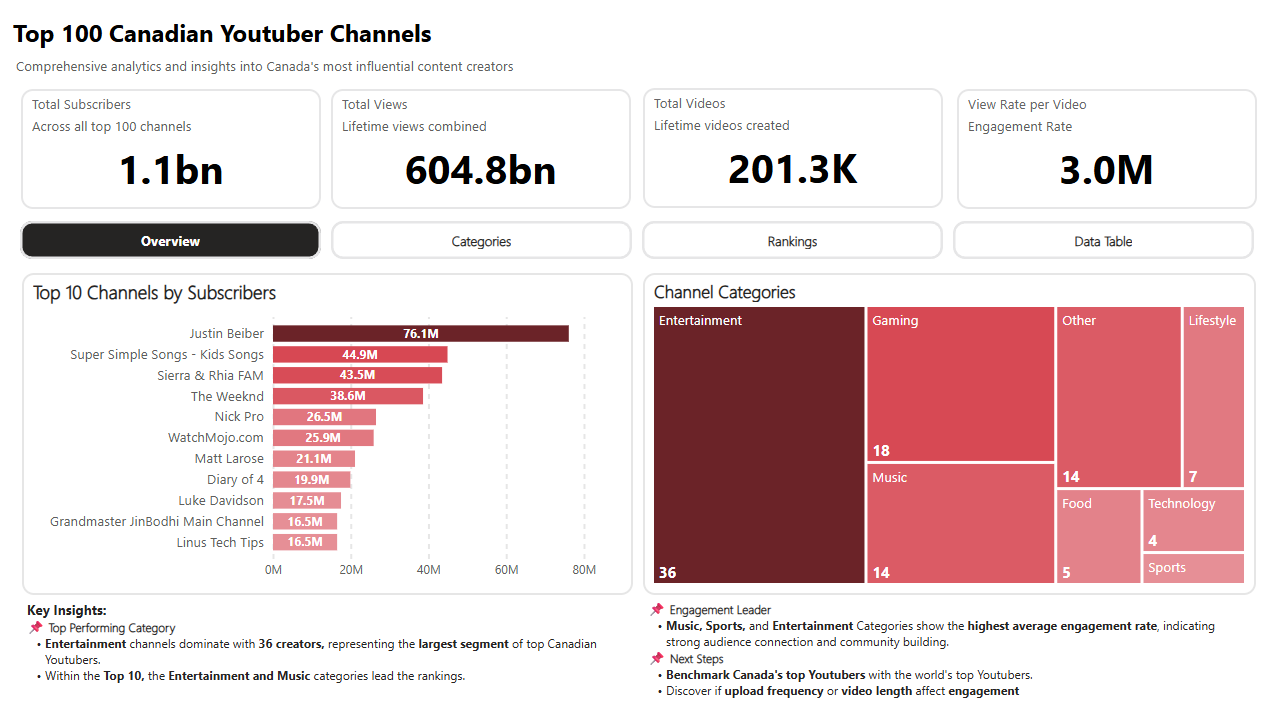 Top 100 Canadian Youtuber Channels
Comprehensive analytics and insights into Canada's most influential content creators
Total Subscribers
Across all top 100 channels
1.1bn
Total Views
Lifetime views combined
604.8bn
Total Videos
Lifetime videos created
201.3K
View Rate per Video
Engagement Rate
3.0M
Overview
Categories
Rankings
Data Table
Top 10 Channels by Subscribers
Justin Beiber 76.1M
Super Simple Songs - Kids Songs 44.9M
Sierra & Rhia FAM 43.5M
The Weeknd 38.6M
Nick Pro 26.5M
WatchMojo.com 25.9M
Matt Larose 21.1M
Diary of 4 19.9M
Luke Davidson 17.5M
Grandmaster JinBodhi Main Channel 16.5M
Linus Tech Tips 16.5M
0M 20M 40M 60M 80M
Channel Categories
Entertainment
36
Gaming
18
Music
14
Other
14
Lifestyle
7
Food
5
Technology
4
Sports
Key Insights:
📌 Top Performing Category
• Entertainment channels dominate with 36 creators, representing the largest segment of top Canadian
Youtubers.
• Within the Top 10, the Entertainment and Music categories lead the rankings.
📌 Engagement Leader
• Music, Sports, and Entertainment Categories show the highest average engagement rate, indicating
strong audience connection and community building.
📌 Next Steps
• Benchmark Canada's top Youtubers with the world's top Youtubers.
• Discover if upload frequency or video length affect engagement